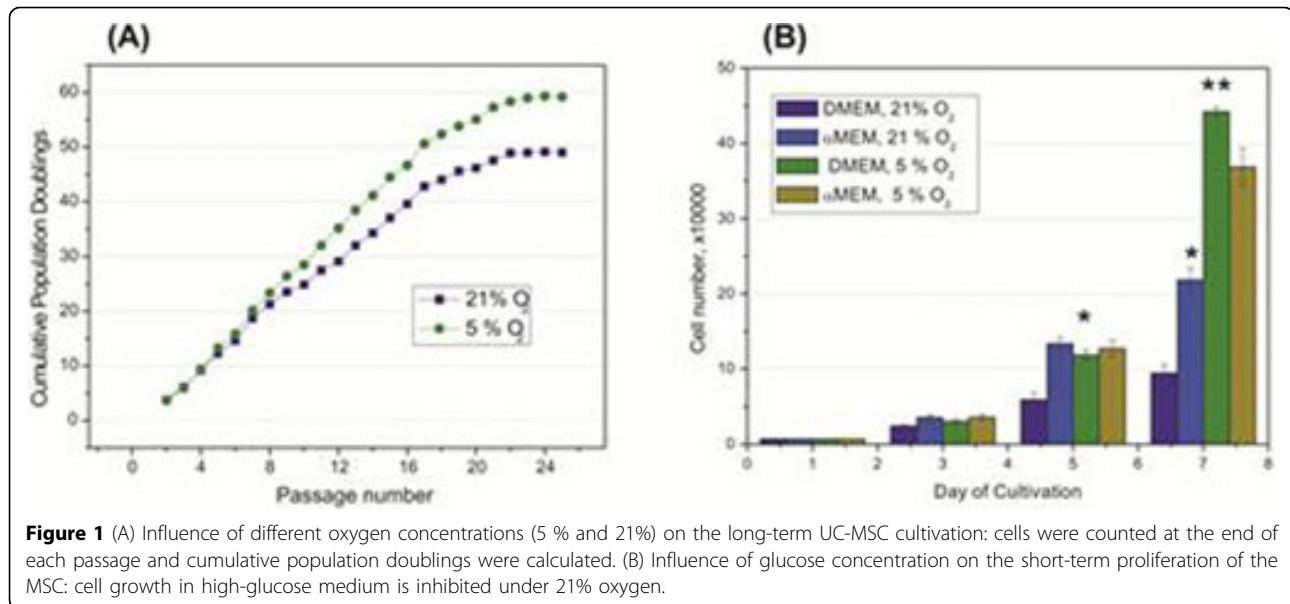 (A)
Cumulative Population Doublings
60
50
40
30
20
10
0
21% O₂
5 % O₂
0 4 8 12 16 20 24
Passage number
(B)
Cell number, x10000
50
40
30
20
10
0
DMEM, 21% O₂
αMEM, 21 % O₂
DMEM, 5 % O₂
αMEM, 5 % O₂
★
★
★★
0 1 2 3 4 5 6 7 8
Day of Cultivation
Figure 1 (A) Influence of different oxygen concentrations (5 % and 21%) on the long-term UC-MSC cultivation: cells were counted at the end of
each passage and cumulative population doublings were calculated. (B) Influence of glucose concentration on the short-term proliferation of the
MSC: cell growth in high-glucose medium is inhibited under 21% oxygen.